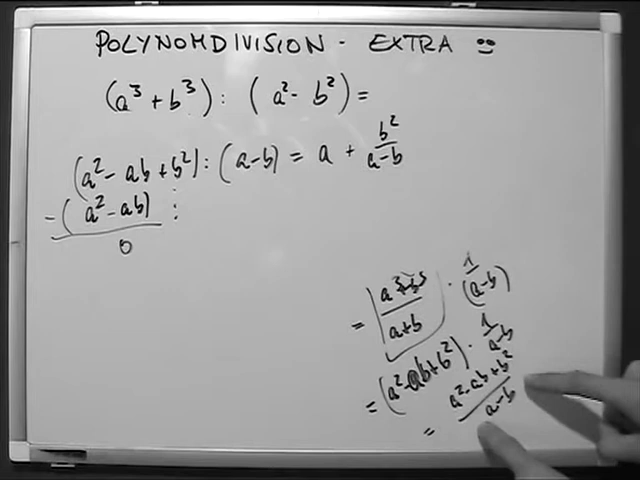 POLYNOMDIVISION - EXTRA
(a³ + b³) : (a² - b²) =
(a² - ab + b²) : (a-b) = a + b²/(a-b)
-( a² - ab) :
0
= (a³+b³)/(a+b) · 1/(a-b)
= (a² - ab + b²) · 1/(a-b)
= (a² - ab + b²)/(a-b)